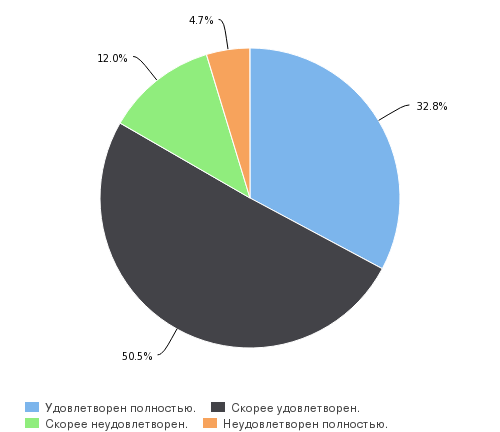 4.7%
12.0%
32.8%
50.5%
Удовлетворен полностью. Скорее удовлетворен.
Скорее неудовлетворен. Неудовлетворен полностью.